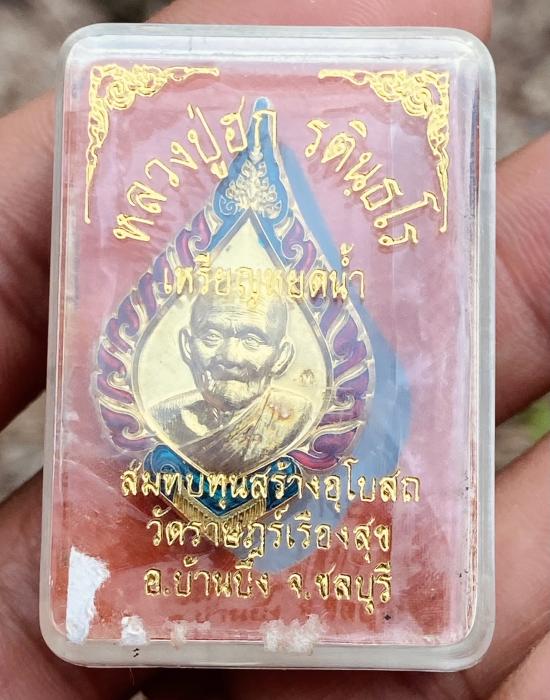 หลวงปู่ฮก รตินฺธโร
เหรียญหยดน้ำ
สมทบทุนสร้างอุโบสถ
วัดราษฎร์เรืองสุข
อ.บ้านบึง จ.ชลบุรี